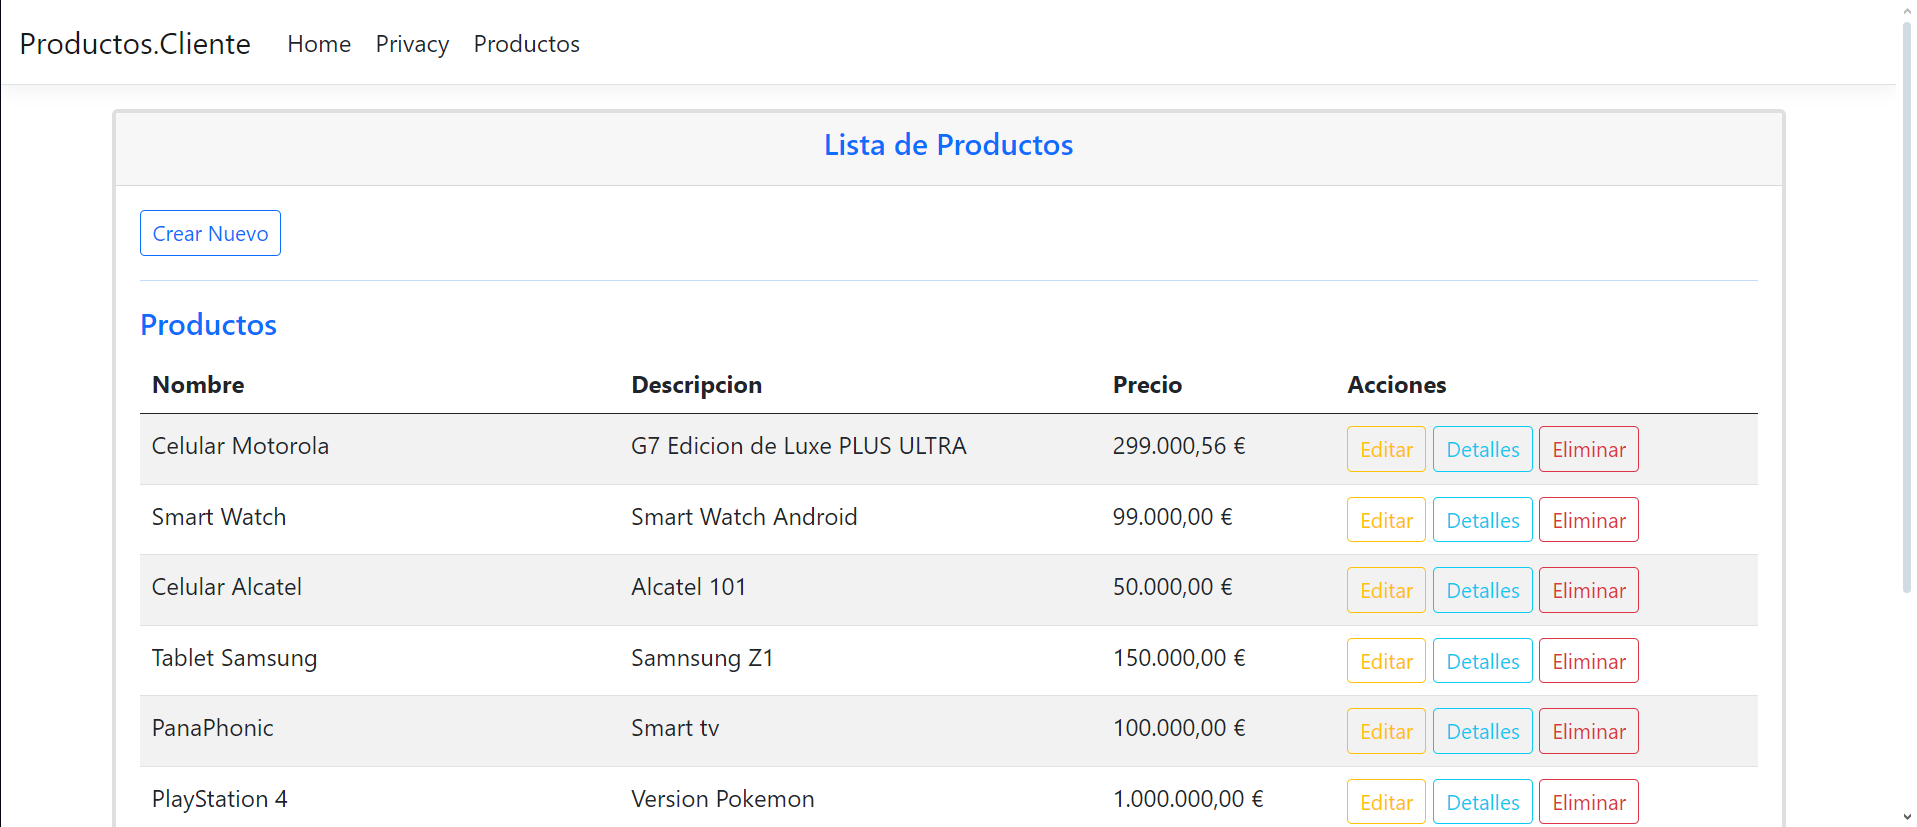 Productos.Cliente Home Privacy Productos
Lista de Productos
Crear Nuevo
Productos
Nombre Descripcion Precio Acciones
Celular Motorola G7 Edicion de Luxe PLUS ULTRA 299.000,56 € Editar Detalles Eliminar
Smart Watch Smart Watch Android 99.000,00 € Editar Detalles Eliminar
Celular Alcatel Alcatel 101 50.000,00 € Editar Detalles Eliminar
Tablet Samsung Samnsung Z1 150.000,00 € Editar Detalles Eliminar
PanaPhonic Smart tv 100.000,00 € Editar Detalles Eliminar
PlayStation 4 Version Pokemon 1.000.000,00 € Editar Detalles Eliminar